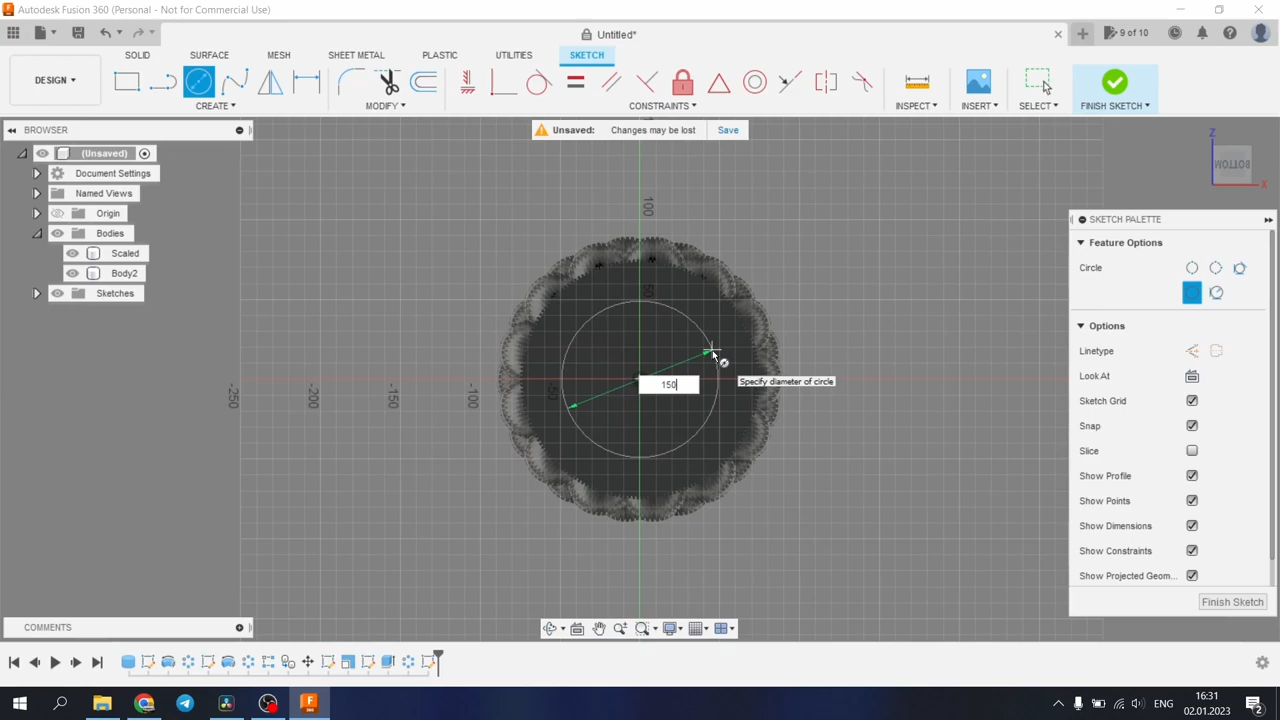 Autodesk Fusion 360 (Personal - Not for Commercial Use)
Untitled*
9 of 10
DESIGN
SOLID
SURFACE
MESH
SHEET METAL
PLASTIC
UTILITIES
SKETCH
CREATE
MODIFY
CONSTRAINTS
INSPECT
INSERT
SELECT
FINISH SKETCH
BROWSER
Unsaved: Changes may be lost
Save
(Unsaved)
Document Settings
Named Views
Origin
Bodies
Scaled
Body2
Sketches
Z
BOTTOM
X
100
50
-250
-200
-150
-100
-50
150
Specify diameter of circle
SKETCH PALETTE
Feature Options
Circle
Options
Linetype
Look At
Sketch Grid
Snap
Slice
Show Profile
Show Points
Show Dimensions
Show Constraints
Show Projected Geom...
Finish Sketch
COMMENTS
F
360
ENG
16:31
02.01.2023
2